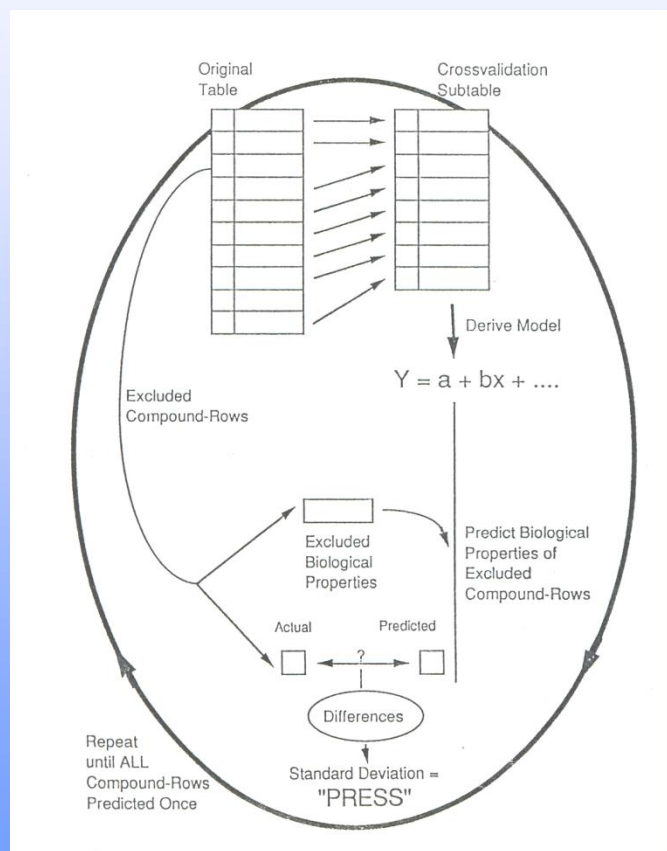 Original
Table
Crossvalidation
Subtable
Derive Model
Y = a + bx + ....
Excluded
Compound-Rows
Excluded
Biological
Properties
Predict Biological
Properties of
Excluded
Compound-Rows
Actual
Predicted
?
Differences
Repeat
until ALL
Compound-Rows
Predicted Once
Standard Deviation =
"PRESS"